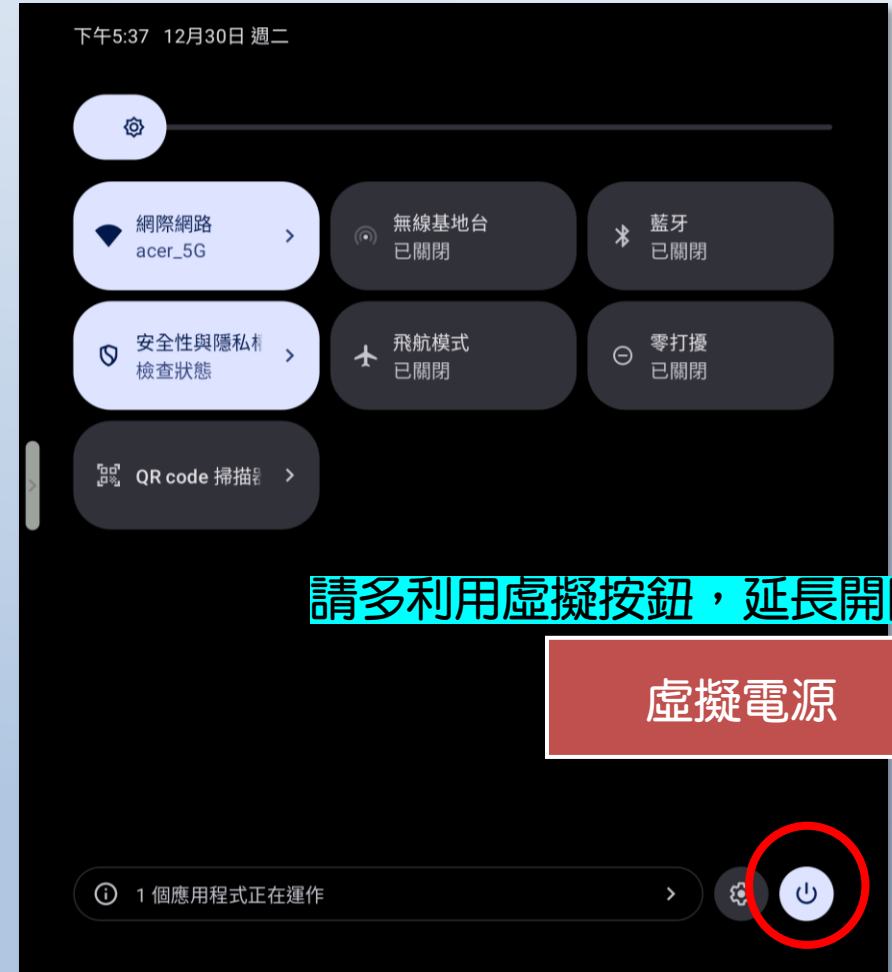 下午5:37 12月30日 週二
網際網路
acer_5G
無線基地台
已關閉
藍牙
已關閉
安全性與隱私
檢查狀態
飛航模式
已關閉
零打擾
已關閉
QR code 掃描
請多利用虛擬按鈕，延長開
虛擬電源
1 個應用程式正在運作